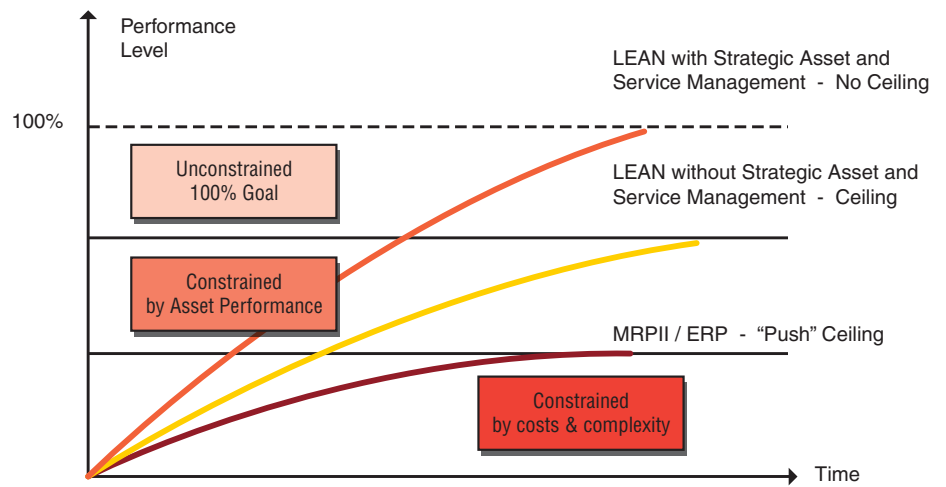 Performance
Level
LEAN with Strategic Asset and
Service Management - No Ceiling
100%
Unconstrained
100% Goal
LEAN without Strategic Asset and
Service Management - Ceiling
Constrained
by Asset Performance
MRPII / ERP - “Push” Ceiling
Constrained
by costs & complexity
Time